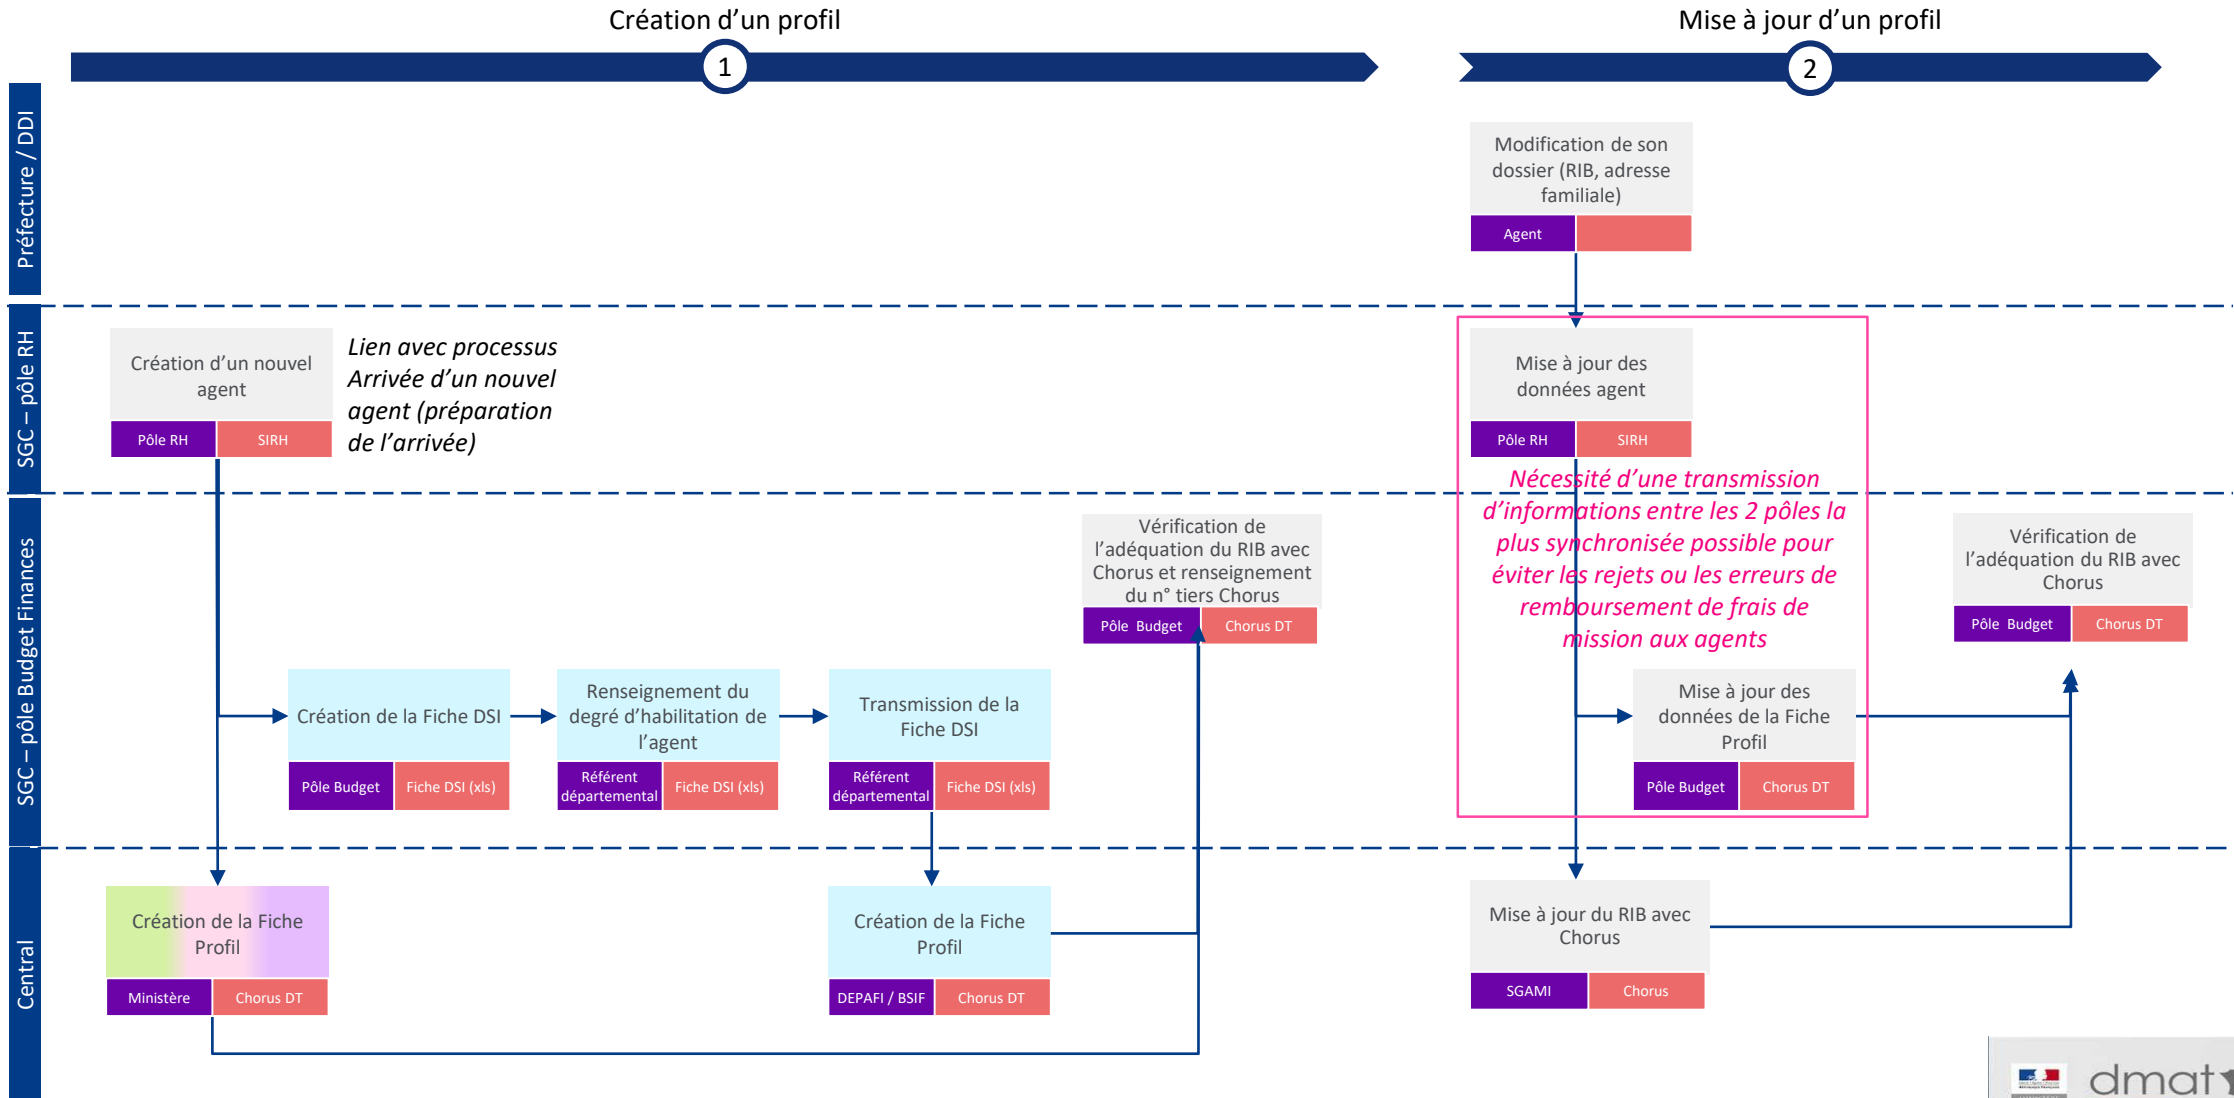 Création d’un profil
1
Mise à jour d’un profil
2
Préfecture / DDI
Modification de son
dossier (RIB, adresse
familiale)
Agent
SGC – pôle RH
Création d’un nouvel
agent
Pôle RH
SIRH
Lien avec processus
Arrivée d’un nouvel
agent (préparation
de l’arrivée)
Mise à jour des
données agent
Pôle RH
SIRH
Nécessité d’une transmission
d’informations entre les 2 pôles la
plus synchronisée possible pour
éviter les rejets ou les erreurs de
remboursement de frais de
mission aux agents
SGC – pôle Budget Finances
Création de la Fiche DSI
Pôle Budget
Fiche DSI (xls)
Renseignement du
degré d’habilitation de
l’agent
Référent
départemental
Fiche DSI (xls)
Transmission de la
Fiche DSI
Référent
départemental
Fiche DSI (xls)
Vérification de
l’adéquation du RIB avec
Chorus et renseignement
du n° tiers Chorus
Pôle Budget
Chorus DT
Mise à jour des
données de la Fiche
Profil
Pôle Budget
Chorus DT
Vérification de
l’adéquation du RIB avec
Chorus
Pôle Budget
Chorus DT
Central
Création de la Fiche
Profil
Ministère
Chorus DT
Création de la Fiche
Profil
DEPAFI / BSIF
Chorus DT
Mise à jour du RIB avec
Chorus
SGAMI
Chorus
dmat